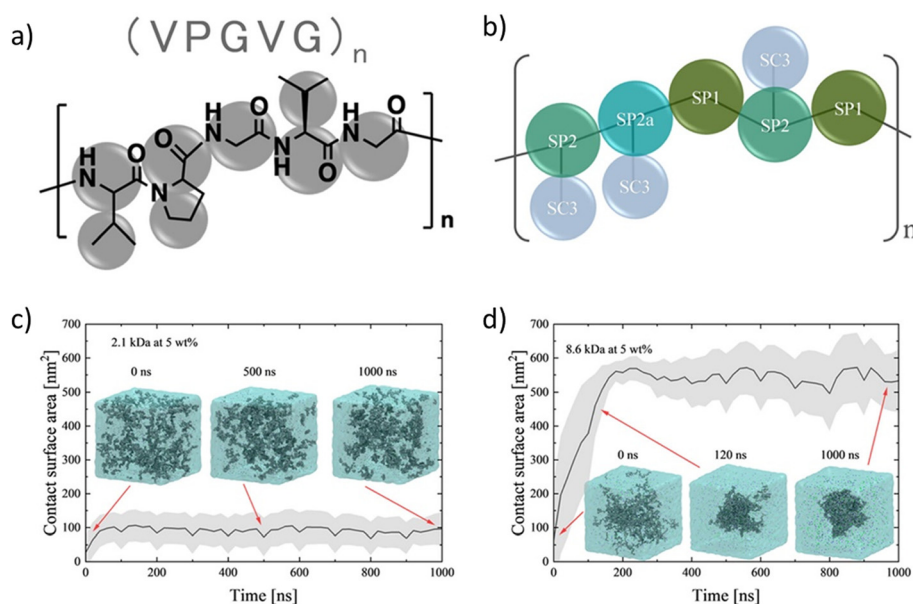 a)
(VPGVG)n
H
N
O
N
O
H
N
O
N
H
O
H
N
O
n
b)
SC3
SP2
SP2a
SP1
SP2
SP1
SC3
SC3
n
c)
2.1 kDa at 5 wt%
0 ns
500 ns
1000 ns
Contact surface area [nm²]
700
600
500
400
300
200
100
0
0
200
400
600
800
1000
Time [ns]
d)
8.6 kDa at 5 wt%
0 ns
120 ns
1000 ns
Contact surface area [nm²]
700
600
500
400
300
200
100
0
0
200
400
600
800
1000
Time [ns]